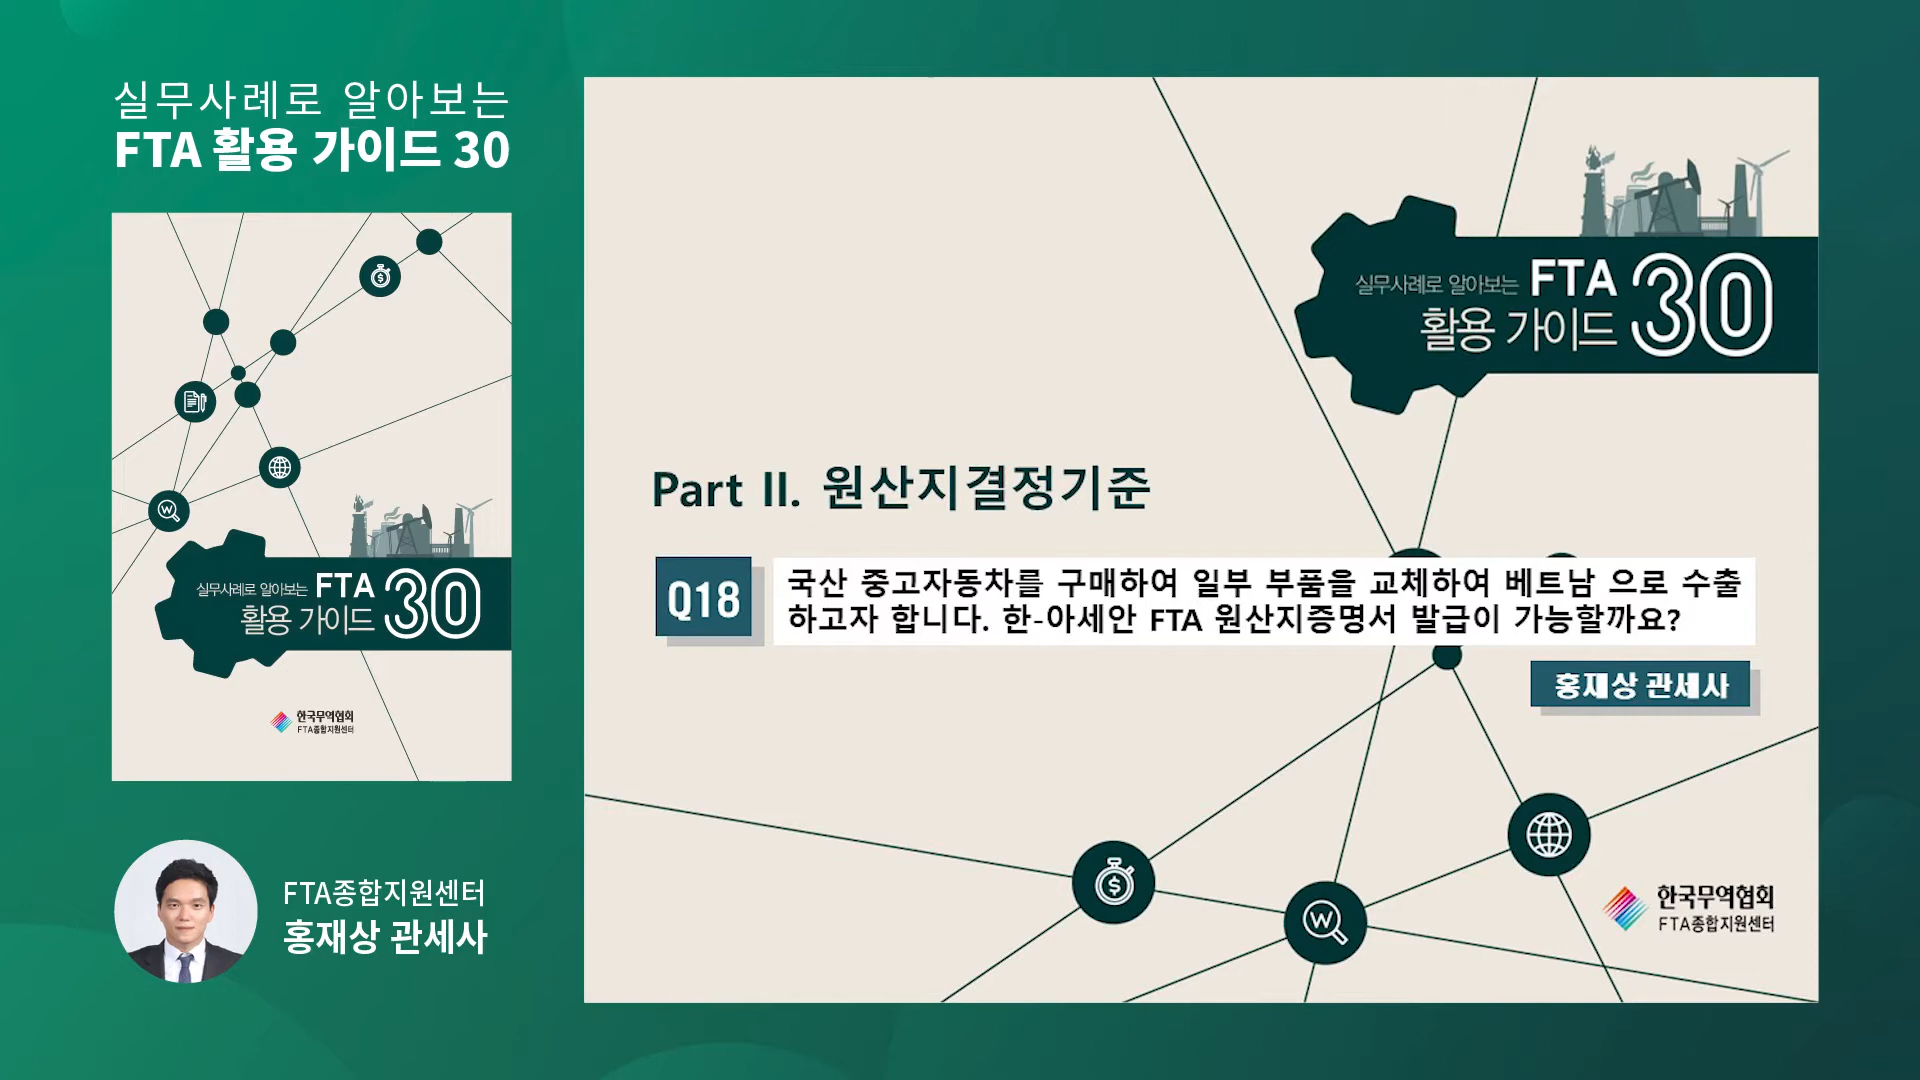 실무사례로 알아보는
FTA 활용 가이드 30
실무사례로 알아보는 FTA
활용 가이드 30
한국무역협회
FTA종합지원센터
FTA종합지원센터
홍재상 관세사
실무사례로 알아보는 FTA
활용 가이드 30
Part II. 원산지결정기준
Q18 국산 중고자동차를 구매하여 일부 부품을 교체하여 베트남 으로 수출
하고자 합니다. 한-아세안 FTA 원산지증명서 발급이 가능할까요?
홍재상 관세사
한국무역협회
FTA종합지원센터